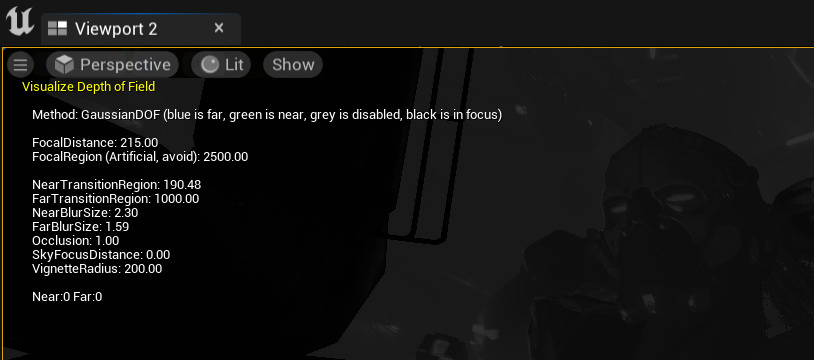 Viewport 2
Perspective
Lit
Show
Visualize Depth of Field
Method: GaussianDOF (blue is far, green is near, grey is disabled, black is in focus)
FocalDistance: 215.00
FocalRegion (Artificial, avoid): 2500.00
NearTransitionRegion: 190.48
FarTransitionRegion: 1000.00
NearBlurSize: 2.30
FarBlurSize: 1.59
Occlusion: 1.00
SkyFocusDistance: 0.00
VignetteRadius: 200.00
Near:0 Far:0